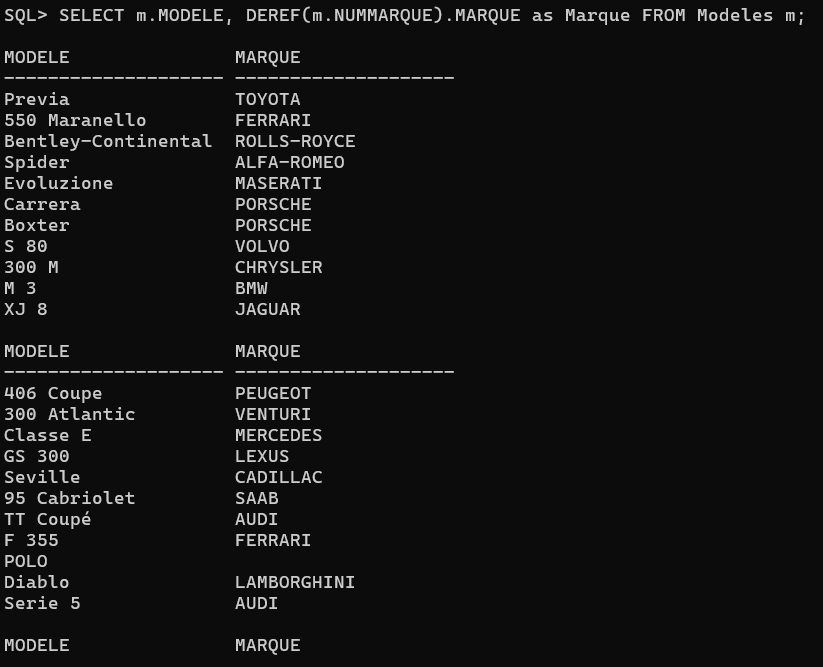 SQL> SELECT m.MODELE, DEREF(m.NUMMARQUE).MARQUE as Marque FROM Modeles m;
MODELE MARQUE
-------------------- --------------------
Previa TOYOTA
550 Maranello FERRARI
Bentley-Continental ROLLS-ROYCE
Spider ALFA-ROMEO
Evoluzione MASERATI
Carrera PORSCHE
Boxter PORSCHE
S 80 VOLVO
300 M CHRYSLER
M 3 BMW
XJ 8 JAGUAR
MODELE MARQUE
-------------------- --------------------
406 Coupe PEUGEOT
300 Atlantic VENTURI
Classe E MERCEDES
GS 300 LEXUS
Seville CADILLAC
95 Cabriolet SAAB
TT Coupé AUDI
F 355 FERRARI
POLO
Diablo LAMBORGHINI
Serie 5 AUDI
MODELE MARQUE